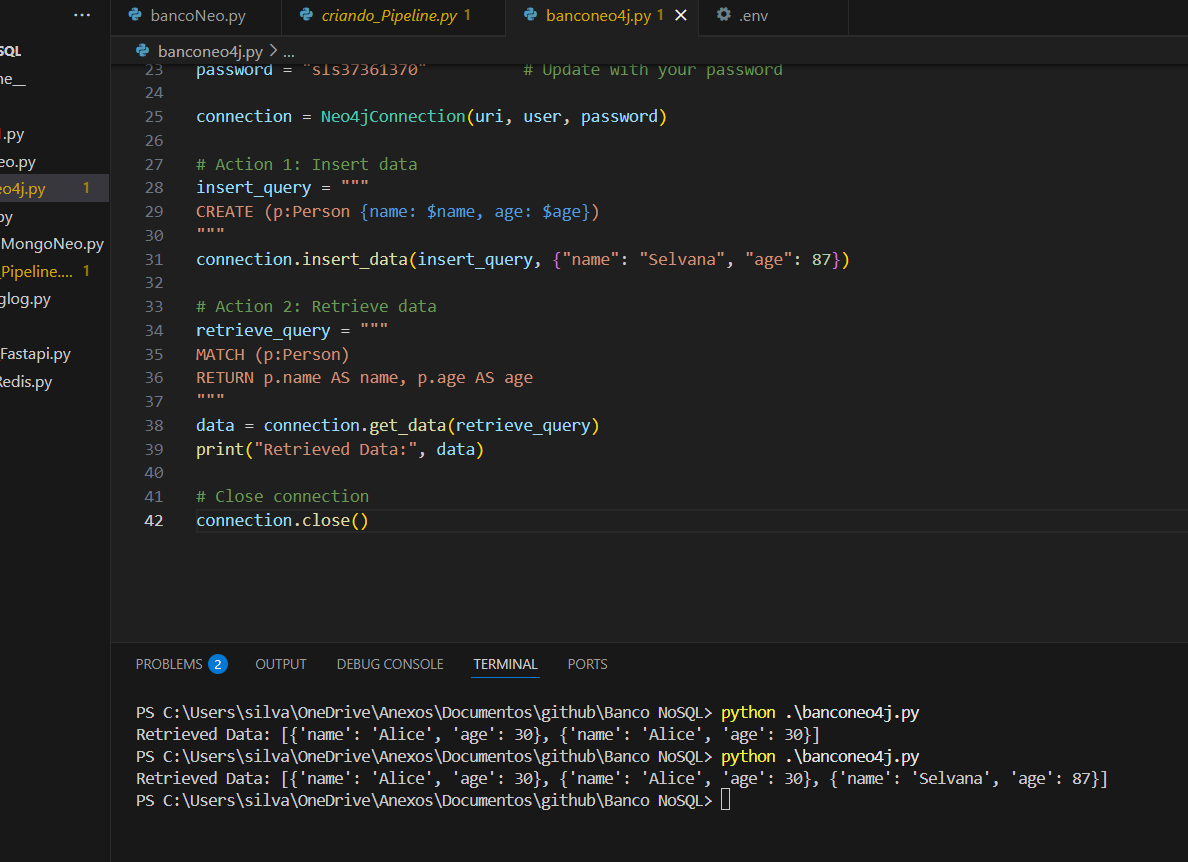 ... bancoNeo.py criando_Pipeline.py 1 banconeo4j.py 1 .env
SQL
banconeo4j.py > ...
ne__
.py
eo.py
eo4j.py 1
py
MongoNeo.py
_Pipeline.... 1
glog.py
Fastapi.py
Redis.py
23 password = "sls37361370" # Update with your password
24
25 connection = Neo4jConnection(uri, user, password)
26
27 # Action 1: Insert data
28 insert_query = """
29 CREATE (p:Person {name: $name, age: $age})
30 """
31 connection.insert_data(insert_query, {"name": "Selvana", "age": 87})
32
33 # Action 2: Retrieve data
34 retrieve_query = """
35 MATCH (p:Person)
36 RETURN p.name AS name, p.age AS age
37 """
38 data = connection.get_data(retrieve_query)
39 print("Retrieved Data:", data)
40
41 # Close connection
42 connection.close()
PROBLEMS 2 OUTPUT DEBUG CONSOLE TERMINAL PORTS
PS C:\Users\silva\OneDrive\Anexos\Documentos\github\Banco NoSQL> python .\banconeo4j.py
Retrieved Data: [{'name': 'Alice', 'age': 30}, {'name': 'Alice', 'age': 30}]
PS C:\Users\silva\OneDrive\Anexos\Documentos\github\Banco NoSQL> python .\banconeo4j.py
Retrieved Data: [{'name': 'Alice', 'age': 30}, {'name': 'Alice', 'age': 30}, {'name': 'Selvana', 'age': 87}]
PS C:\Users\silva\OneDrive\Anexos\Documentos\github\Banco NoSQL>